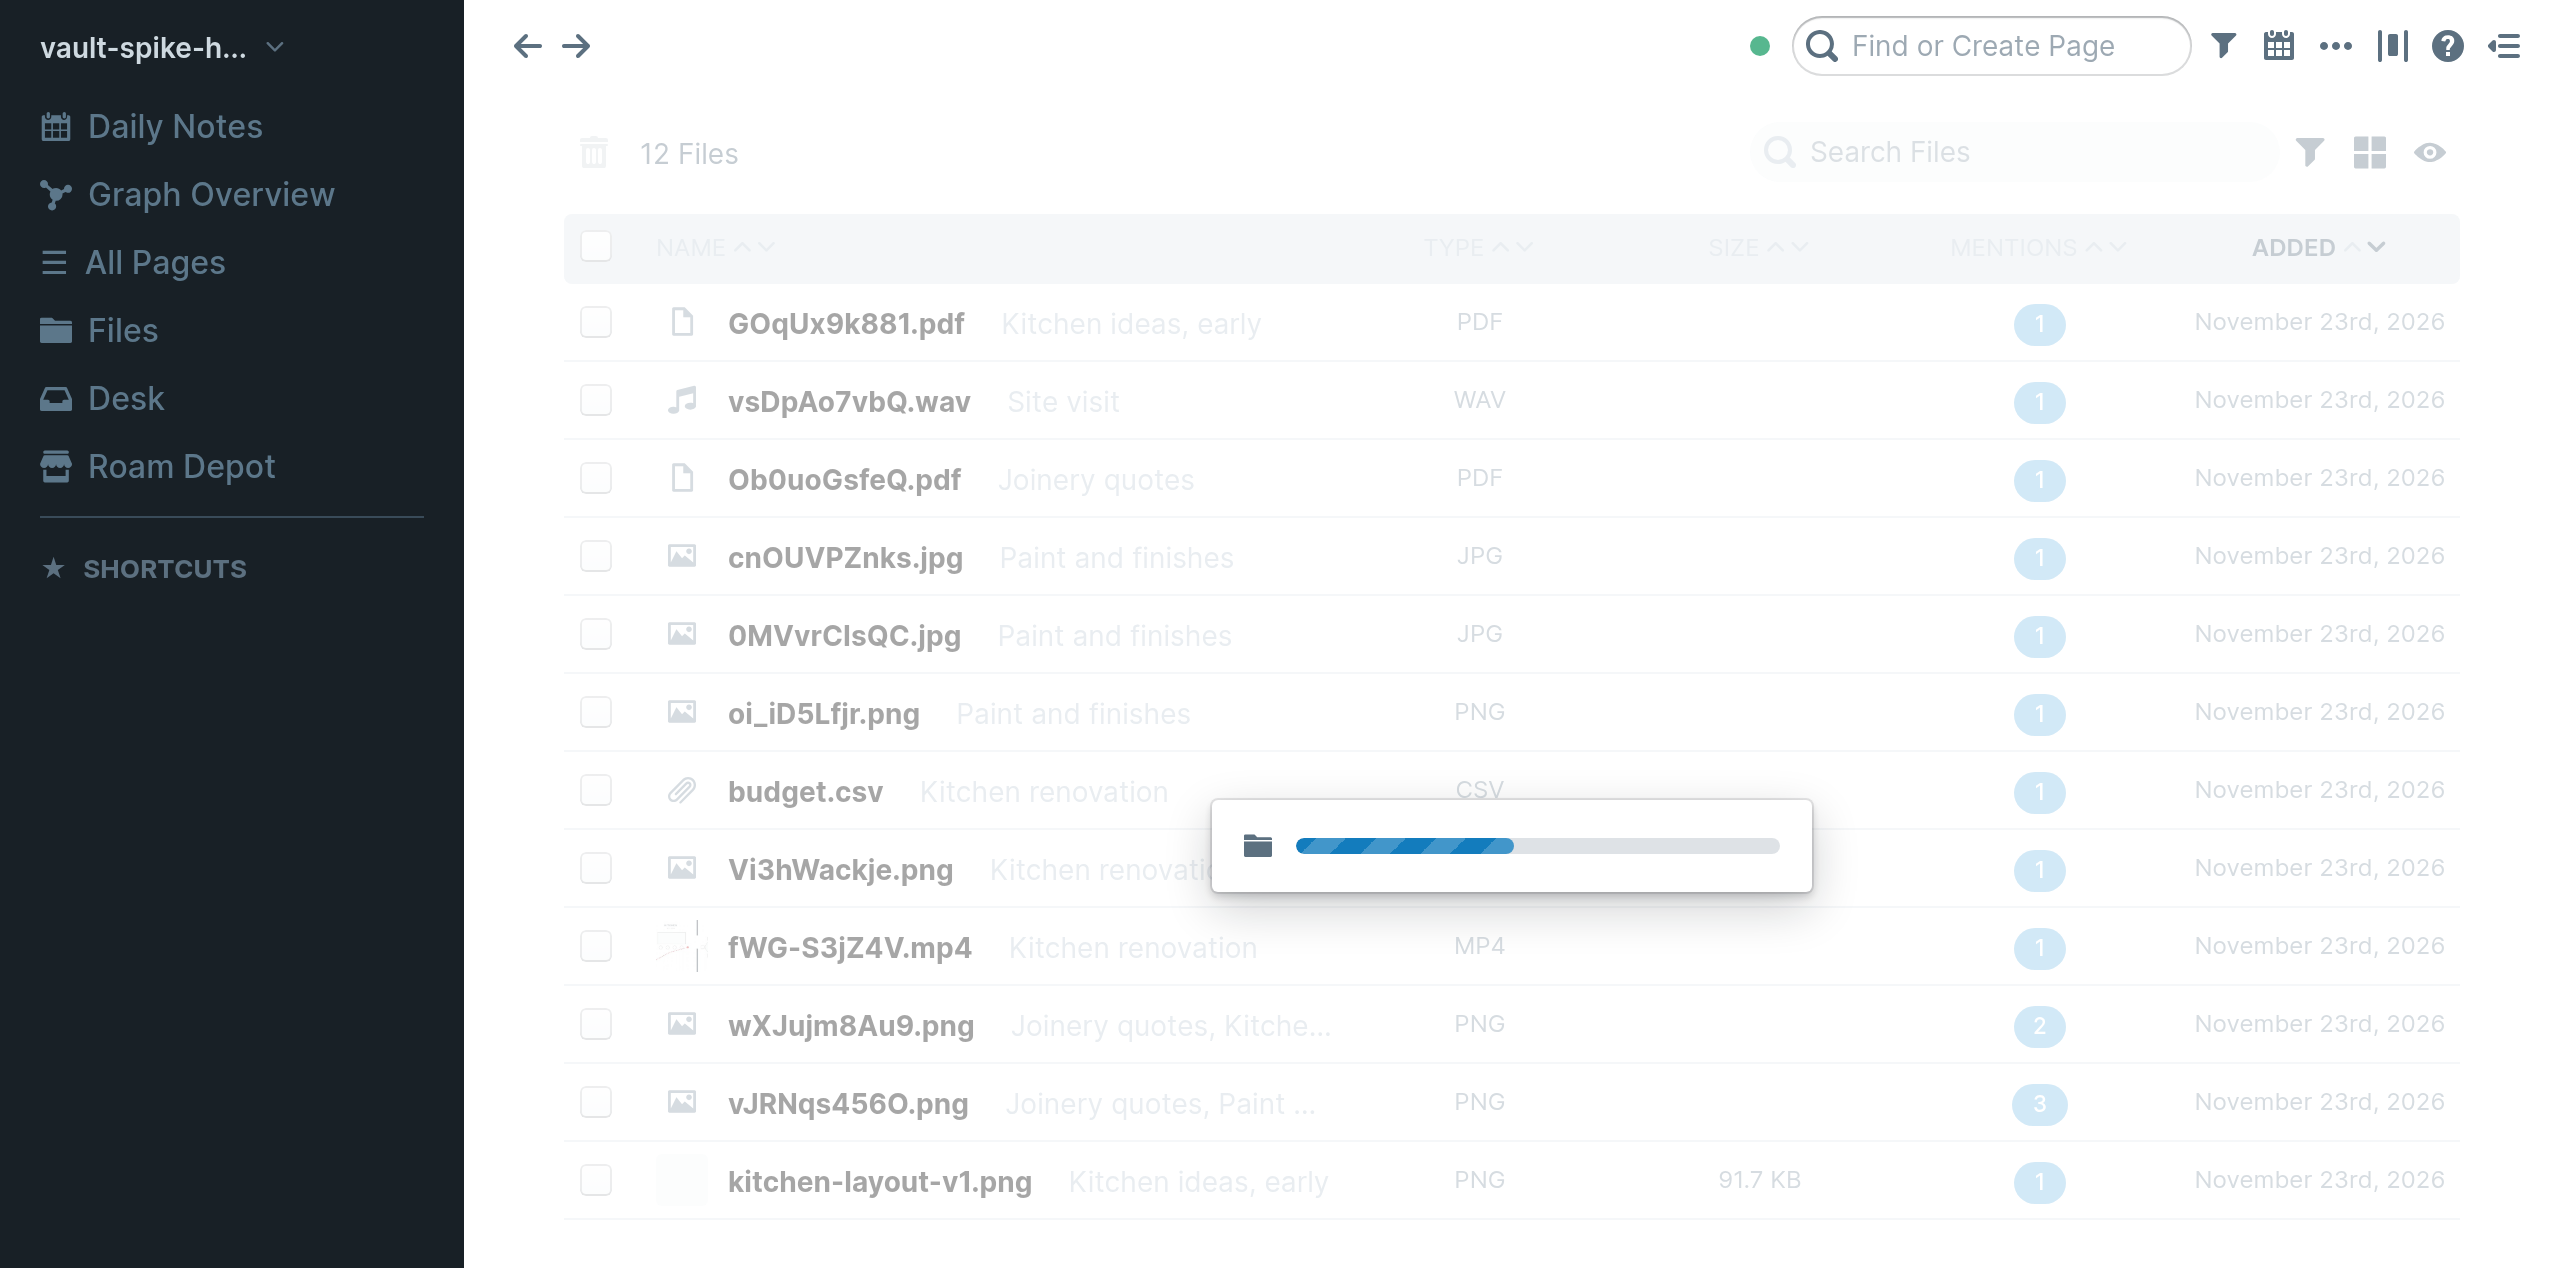 vault-spike-h...
Find or Create Page
Daily Notes
Graph Overview
All Pages
Files
Desk
Roam Depot
SHORTCUTS
12 Files
Search Files
NAME TYPE SIZE MENTIONS ADDED
GOqUx9k881.pdf Kitchen ideas, early PDF 1 November 23rd, 2026
vsDpAo7vbQ.wav Site visit WAV 1 November 23rd, 2026
Ob0uoGsfeQ.pdf Joinery quotes PDF 1 November 23rd, 2026
cnOUVPZnks.jpg Paint and finishes JPG 1 November 23rd, 2026
0MVvrClsQC.jpg Paint and finishes JPG 1 November 23rd, 2026
oi_iD5Lfjr.png Paint and finishes PNG 1 November 23rd, 2026
budget.csv Kitchen renovation CSV 1 November 23rd, 2026
Vi3hWackje.png Kitchen renovatio 1 November 23rd, 2026
fWG-S3jZ4V.mp4 Kitchen renovation MP4 1 November 23rd, 2026
wXJujm8Au9.png Joinery quotes, Kitche... PNG 2 November 23rd, 2026
vJRNqs456O.png Joinery quotes, Paint ... PNG 3 November 23rd, 2026
kitchen-layout-v1.png Kitchen ideas, early PNG 91.7 KB 1 November 23rd, 2026